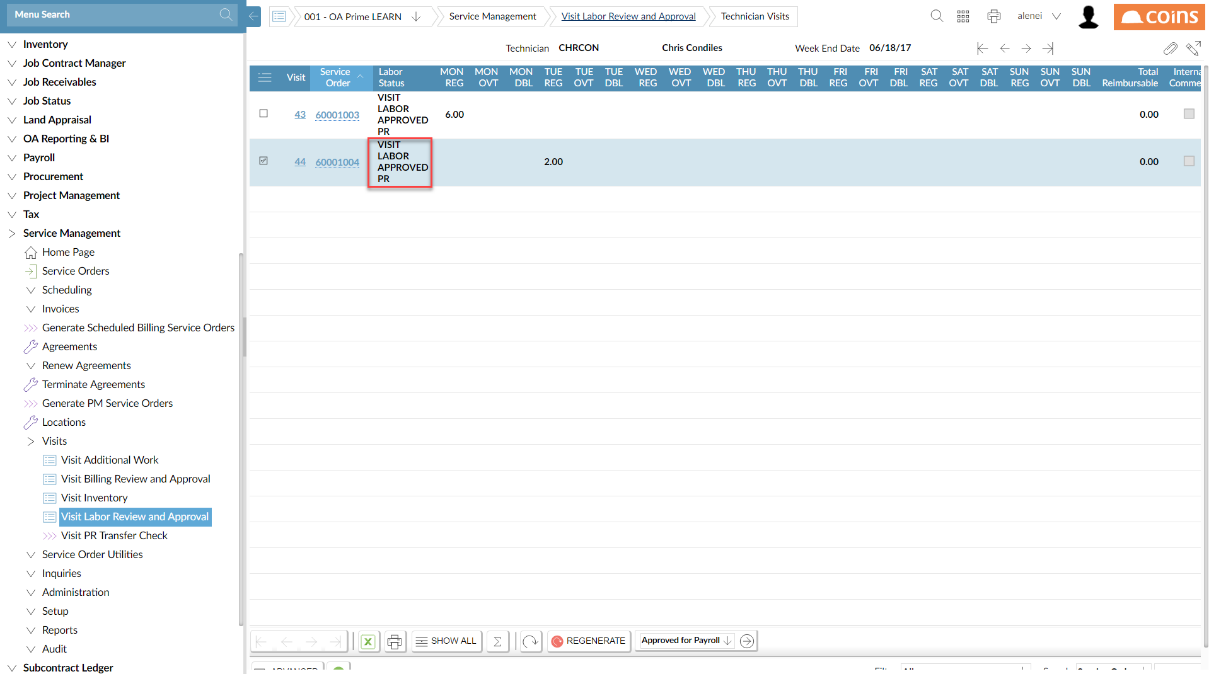 Menu Search
001 - OA Prime LEARN
Service Management
Visit Labor Review and Approval
Technician Visits
alenei
coins
Technician CHRCON Chris Condiles Week End Date 06/18/17
Inventory
Job Contract Manager
Job Receivables
Job Status
Land Appraisal
OA Reporting & BI
Payroll
Procurement
Project Management
Tax
Service Management
Home Page
Service Orders
Scheduling
Invoices
Generate Scheduled Billing Service Orders
Agreements
Renew Agreements
Terminate Agreements
Generate PM Service Orders
Locations
Visits
Visit Additional Work
Visit Billing Review and Approval
Visit Inventory
Visit Labor Review and Approval
Visit PR Transfer Check
Service Order Utilities
Inquiries
Administration
Setup
Reports
Audit
Subcontract Ledger
Service Labor MON MON MON TUE TUE TUE WED WED WED THU THU THU FRI FRI FRI SAT SAT SAT SUN SUN SUN Total Interna
Visit Order Status REG OVT DBL REG OVT DBL REG OVT DBL REG OVT DBL REG OVT DBL REG OVT DBL REG OVT DBL Reimbursable Comme
VISIT
LABOR
43 60001003 APPROVED 6.00 0.00
PR
VISIT
LABOR
44 60001004 APPROVED 2.00 0.00
PR
SHOW ALL REGENERATE Approved for Payroll